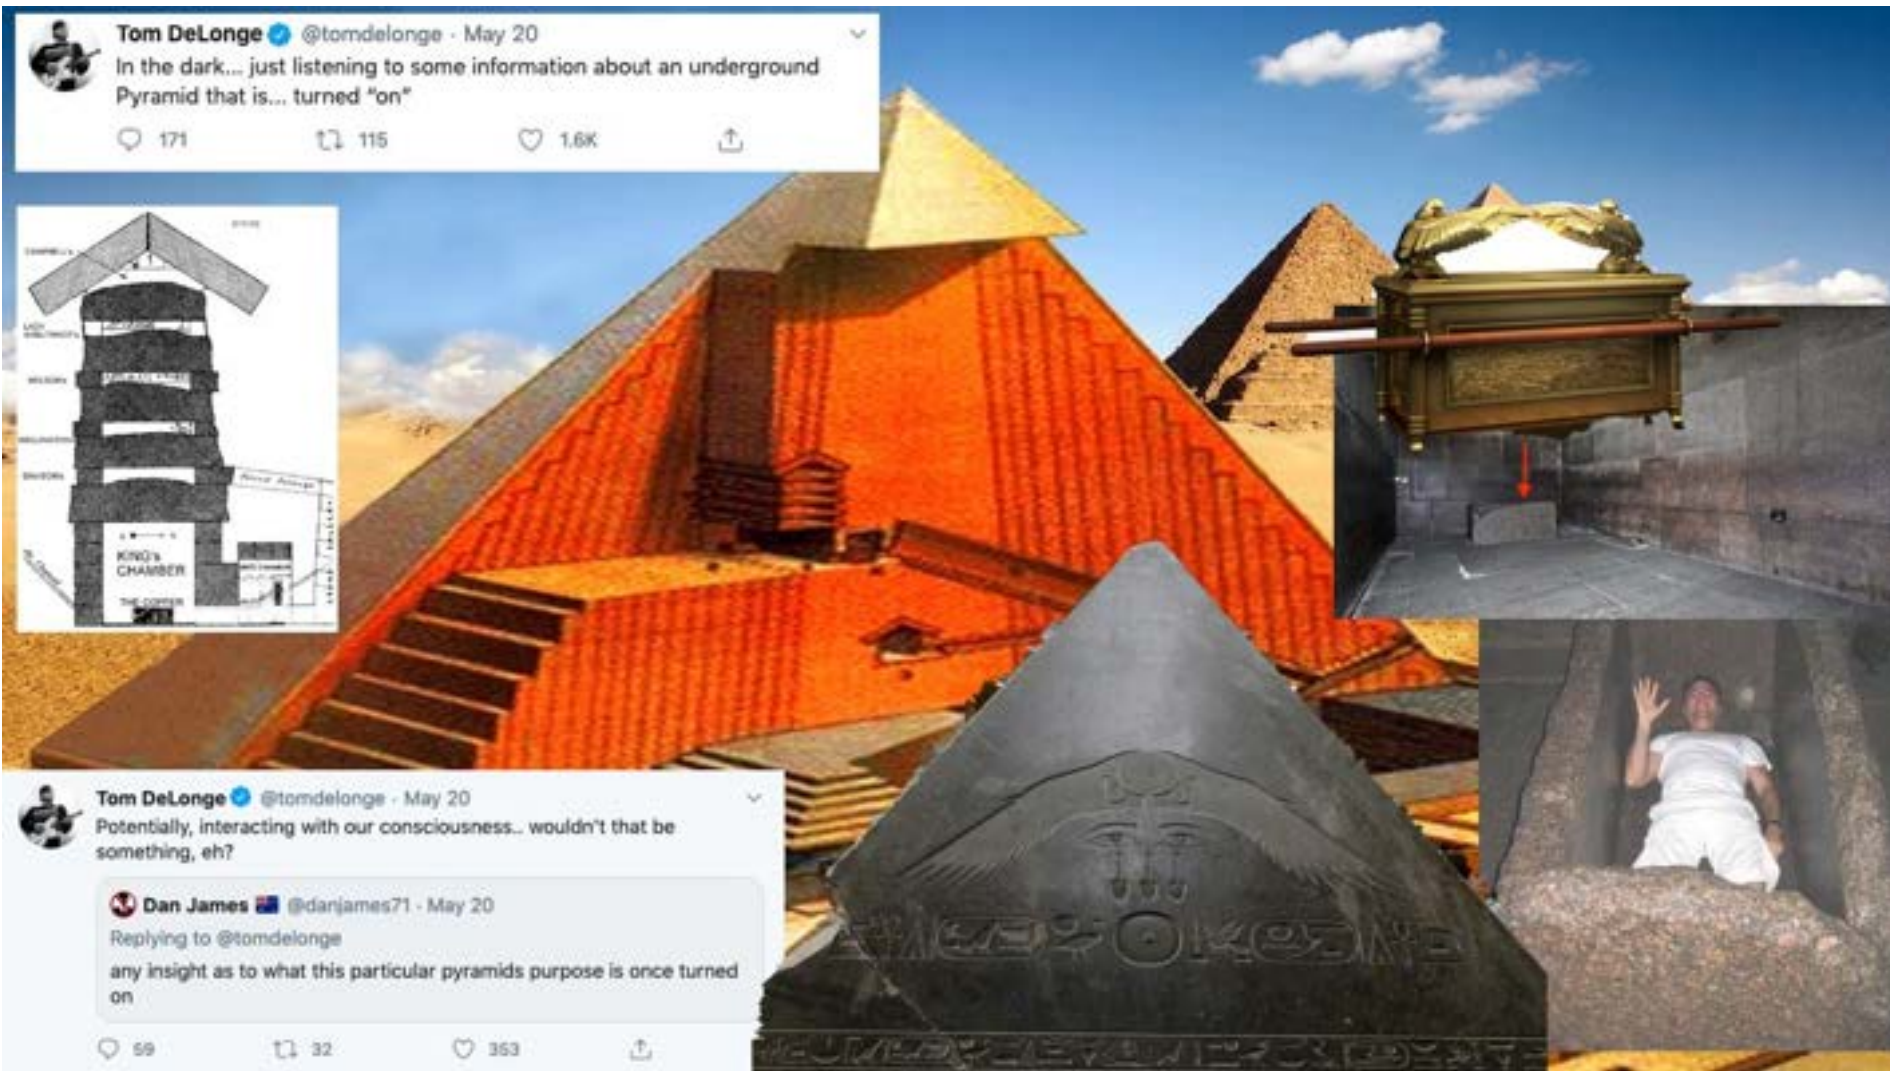 Tom DeLonge @tomdelonge · May 20
In the dark... just listening to some information about an underground
Pyramid that is... turned “on”
171 115 1.6K
KING's
CHAMBER
THE COFFER
Tom DeLonge @tomdelonge · May 20
Potentially, interacting with our consciousness.. wouldn't that be
something, eh?
Dan James @danjames71 · May 20
Replying to @tomdelonge
any insight as to what this particular pyramids purpose is once turned
on
59 32 353